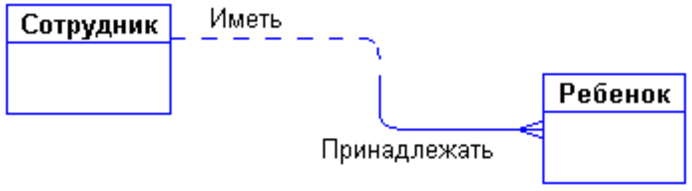 Сотрудник
Иметь
Ребенок
Принадлежать